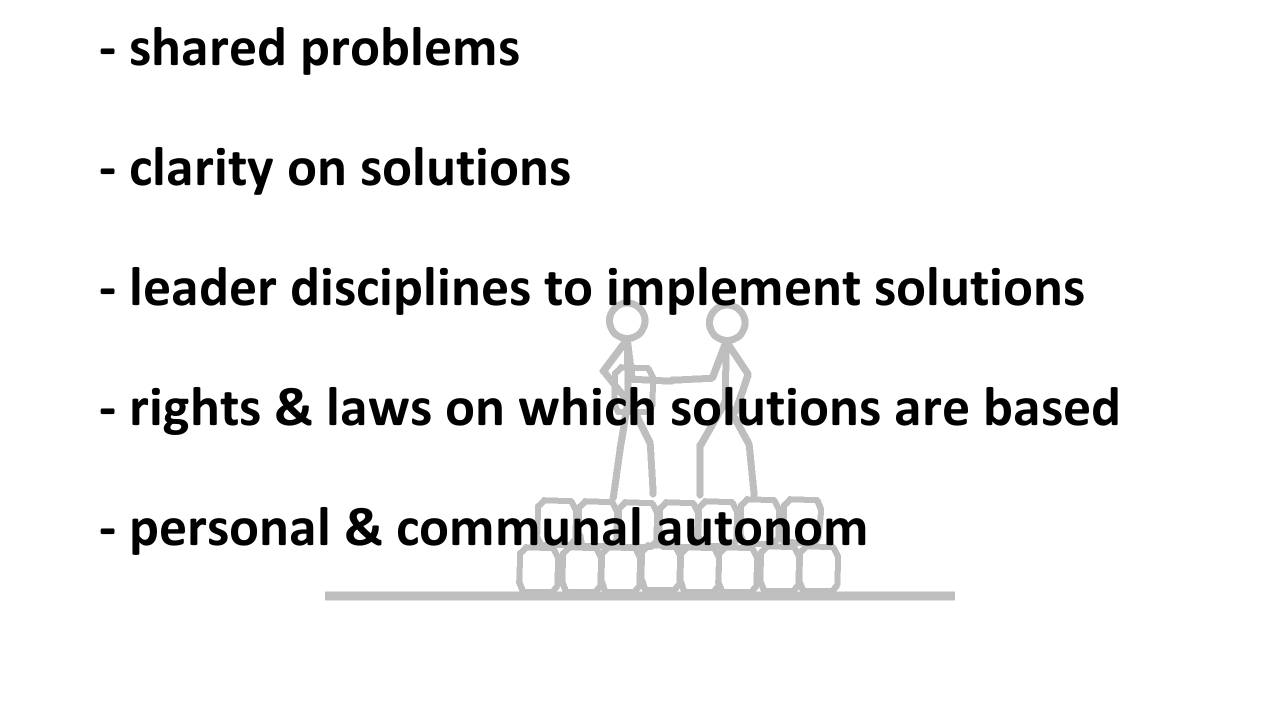 - shared problems
- clarity on solutions
- leader disciplines to implement solutions
- rights & laws on which solutions are based
- personal & communal autonom